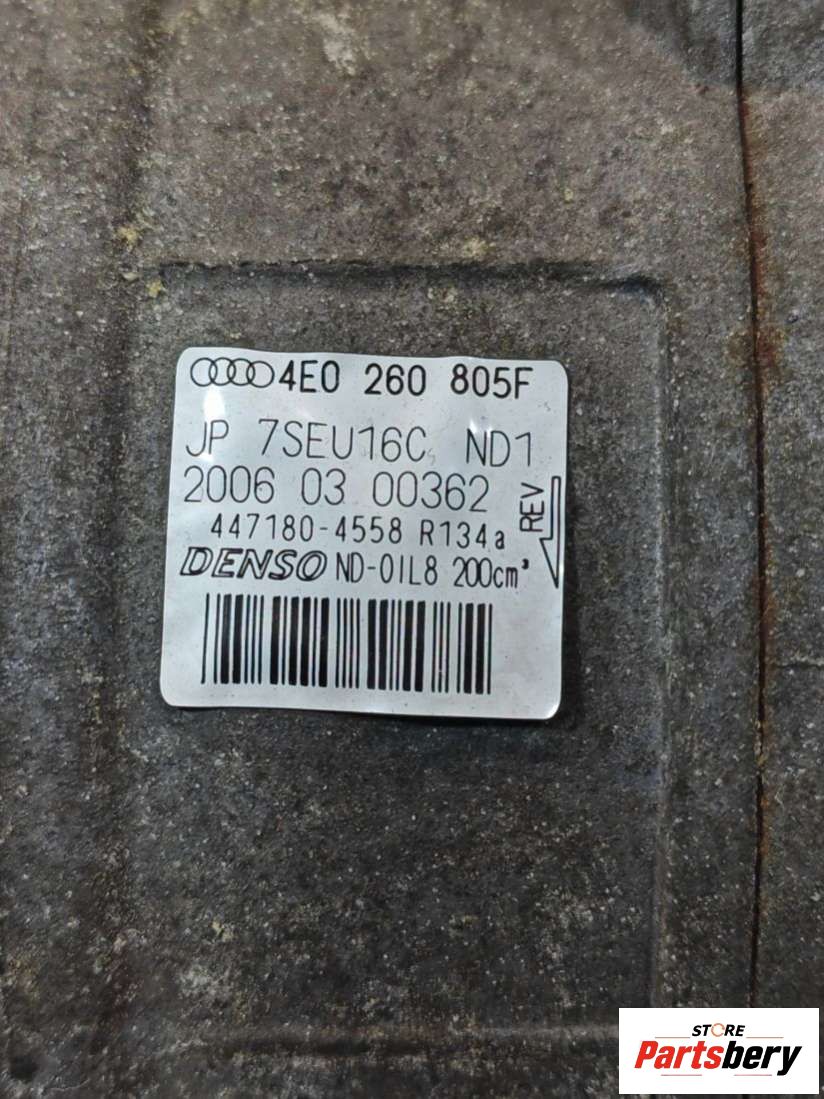 4E0 260 805F
JP 7SEU16C ND1
2006 03 00362
447180-4558 R134a
REV
DENSO ND-OIL8 200cm³
STORE
Partsbery